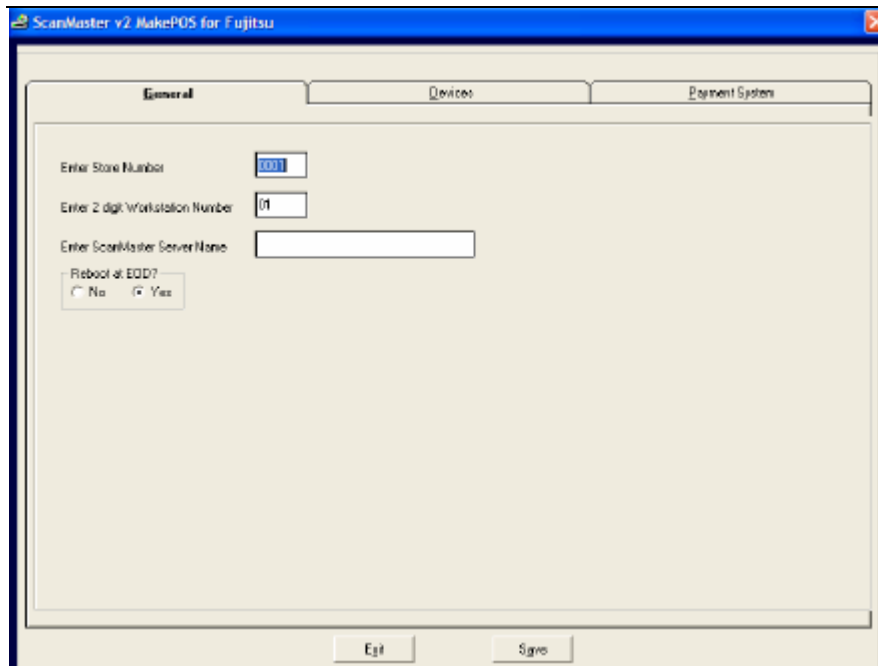 ScanMaster v2 MakePOS for Fujitsu
General Devices Payment System
Enter Store Number 0001
Enter 2 digit Workstation Number 01
Enter ScanMaster Server Name
Reboot at EOD?
No Yes
Exit Save